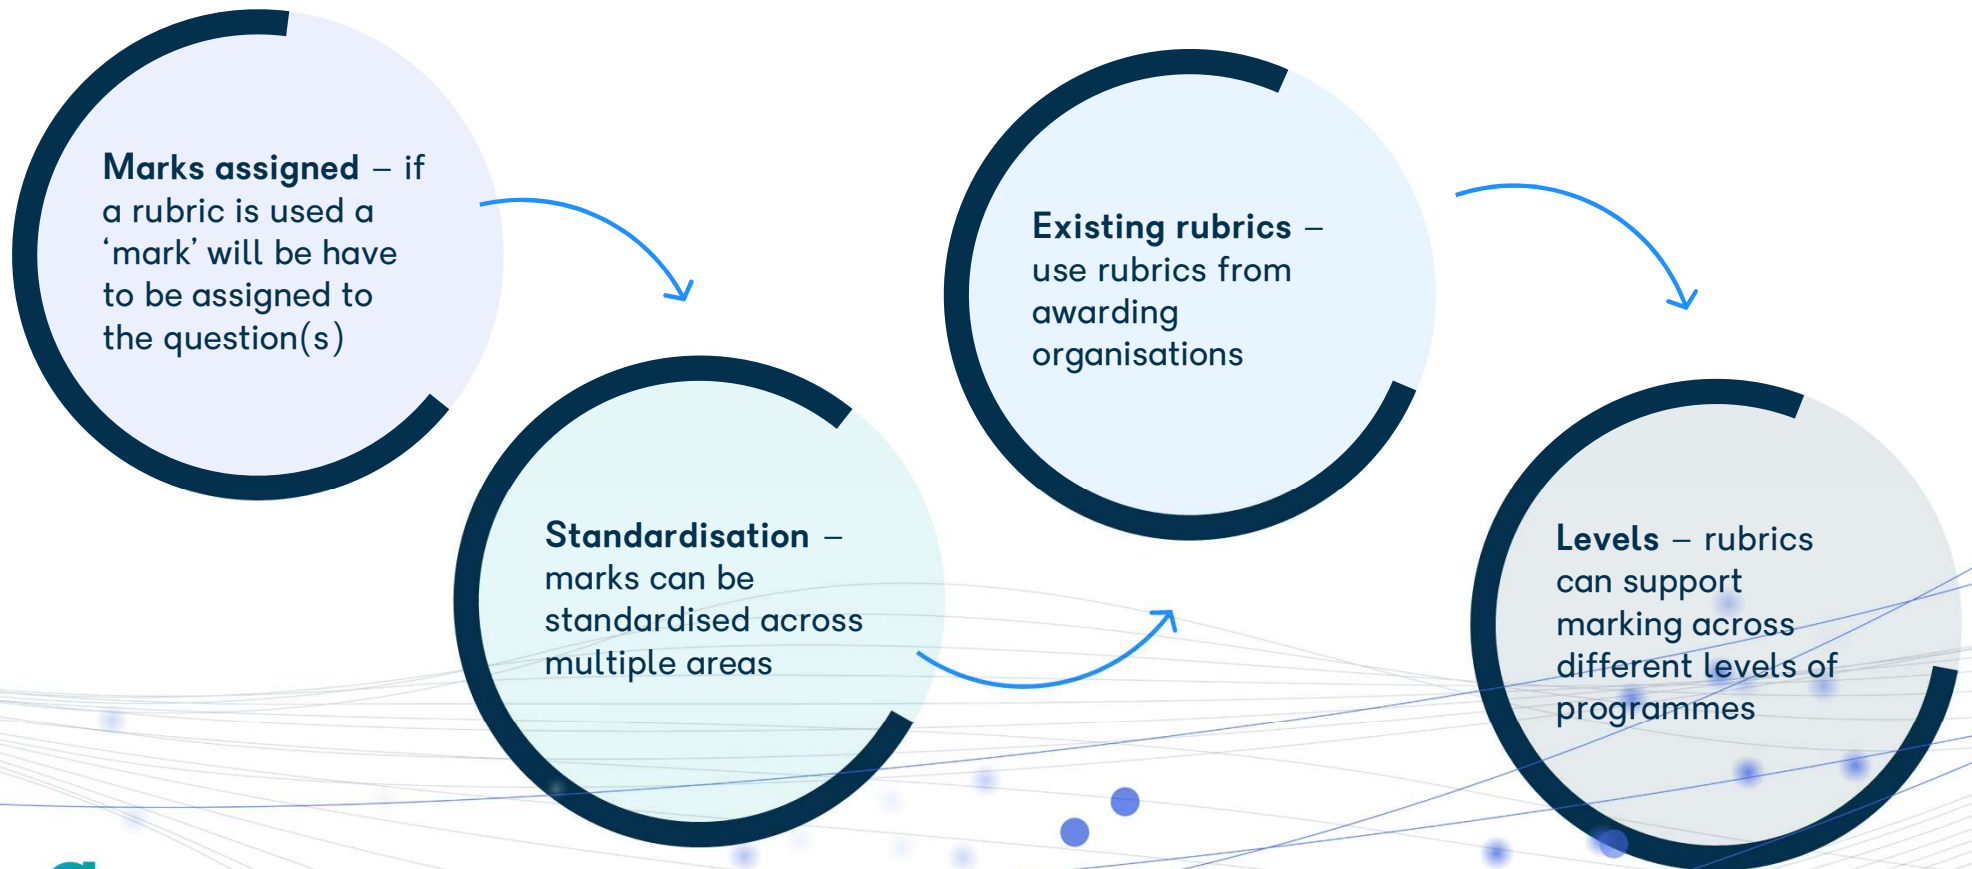 Marks assigned – if
a rubric is used a
‘mark’ will be have
to be assigned to
the question(s)
Standardisation –
marks can be
standardised across
multiple areas
Existing rubrics –
use rubrics from
awarding
organisations
Levels – rubrics
can support
marking across
different levels of
programmes